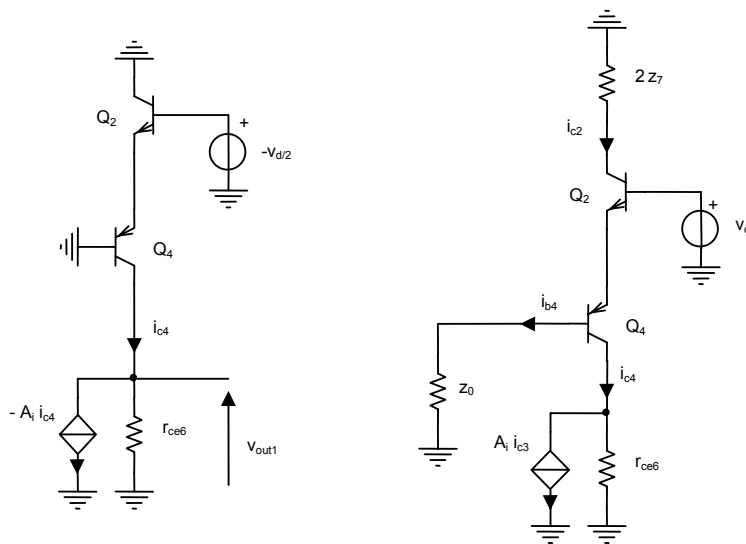 Q2
+
-vd/2
Q4
ic4
- Ai ic4
rce6
vout1
2 z7
ic2
Q2
+
ib4
Q4
z0
ic4
Ai ic3
rce6